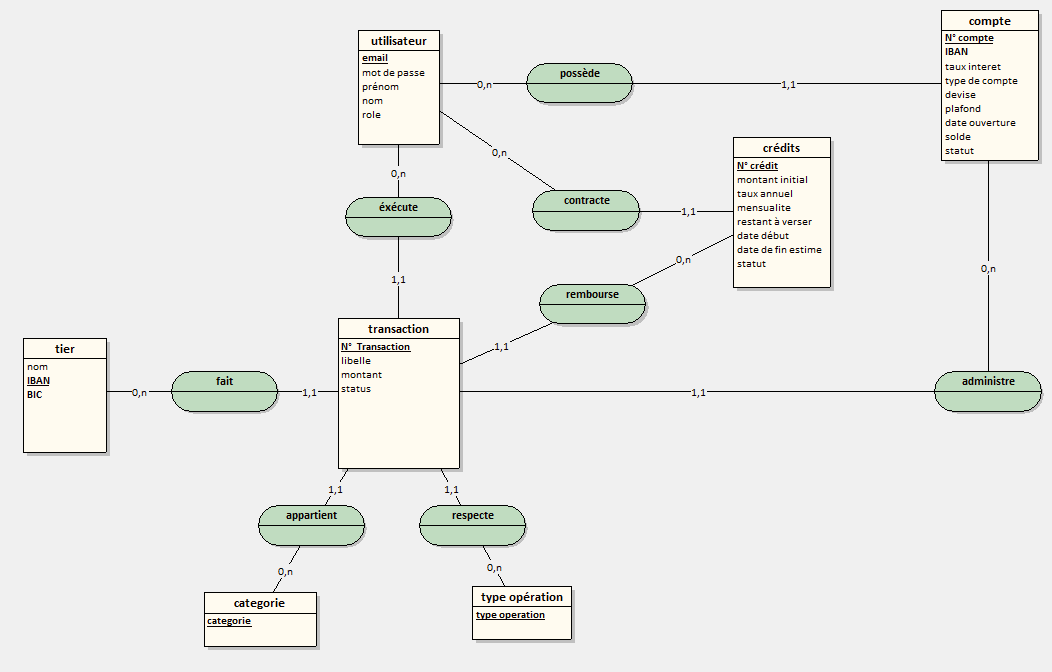 compte
N° compte
IBAN
taux interet
type de compte
devise
plafond
date ouverture
solde
statut
utilisateur
email
mot de passe
prénom
nom
role
0,n
possède
1,1
0,n
contracte
1,1
crédits
N° crédit
montant initial
taux annuel
mensualite
restant à verser
date début
date de fin estime
statut
0,n
éxécute
1,1
0,n
rembourse
1,1
0,n
transaction
N° Transaction
libelle
montant
status
tier
nom
IBAN
BIC
0,n
fait
1,1
1,1
administre
1,1
appartient
0,n
1,1
respecte
0,n
categorie
categorie
type opération
type operation